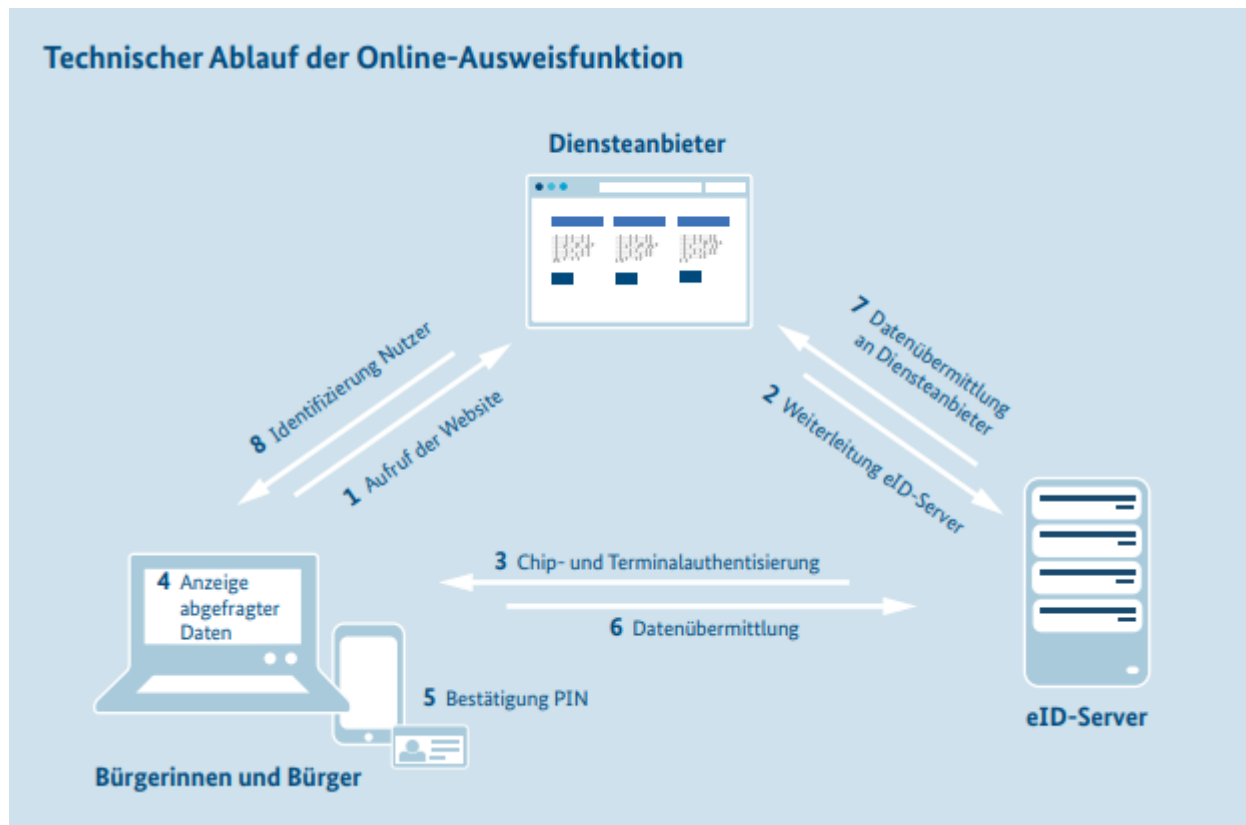 Technischer Ablauf der Online-Ausweisfunktion
Diensteanbieter
8 Identifizierung Nutzer
1 Aufruf der Website
7 Datenübermittlung
an Diensteanbieter
2 Weiterleitung eID-Server
3 Chip- und Terminalauthentisierung
4 Anzeige
abgefragter
Daten
6 Datenübermittlung
5 Bestätigung PIN
eID-Server
Bürgerinnen und Bürger